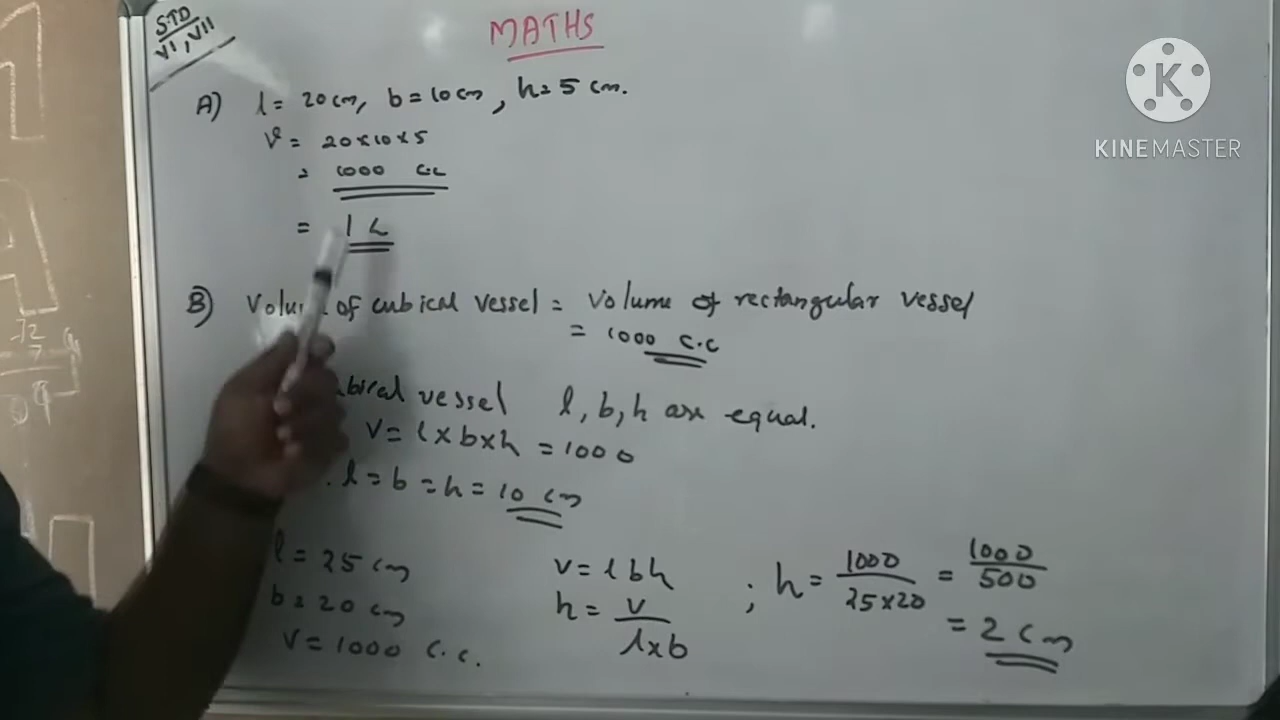 STD
VI, VII
MATHS
KINEMASTER
A) l = 20 cm, b = 10 cm, h = 5 cm.
V = 20 × 10 × 5
= 1000 c.c
= 1 L
B) Volume of cubical vessel = Volume of rectangular vessel
= 1000 c.c
vessel l, b, h are equal.
V = l × b × h = 1000
l = b = h = 10 cm
l = 25 cm
b = 20 cm
V = 1000 c.c.
V = l b h
h = V / l × b
; h = 1000 / 25 × 20 = 1000 / 500
= 2 cm